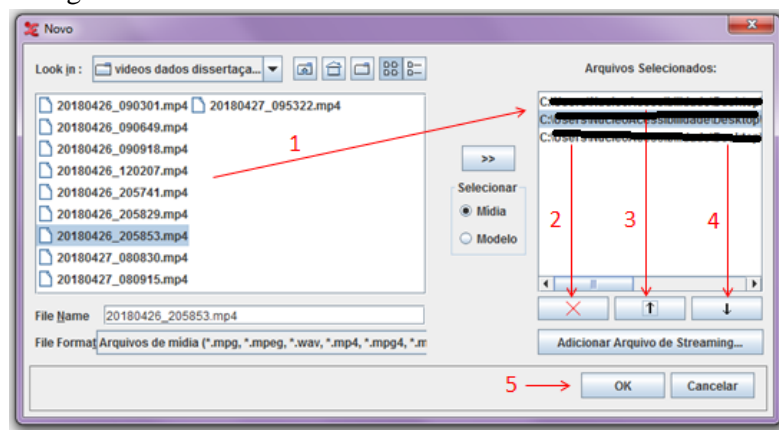 Novo
Look in : videos dados dissertaça...
Arquivos Selecionados:
20180426_090301.mp4 20180427_095322.mp4
20180426_090649.mp4
20180426_090918.mp4
20180426_120207.mp4
20180426_205741.mp4
20180426_205829.mp4
20180426_205853.mp4
20180427_080830.mp4
20180427_080915.mp4
1
>>
Selecionar
Mídia
Modelo
2 3 4
File Name 20180426_205853.mp4
File Format Arquivos de mídia (*.mpg, *.mpeg, *.wav, *.mp4, *.mpg4, *.m
Adicionar Arquivo de Streaming...
5
OK Cancelar